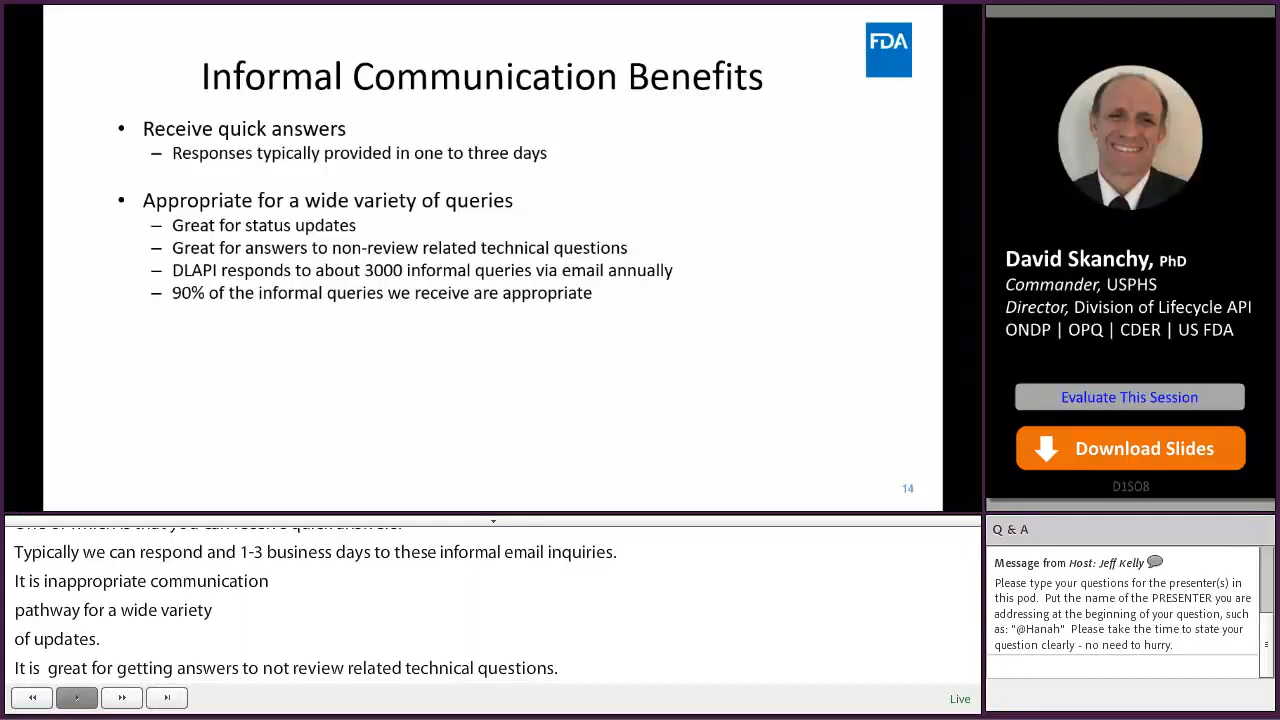 FDA
Informal Communication Benefits
• Receive quick answers
– Responses typically provided in one to three days
• Appropriate for a wide variety of queries
– Great for status updates
– Great for answers to non-review related technical questions
– DLAPI responds to about 3000 informal queries via email annually
– 90% of the informal queries we receive are appropriate
14
David Skanchy, PhD
Commander, USPHS
Director, Division of Lifecycle API
ONDP | OPQ | CDER | US FDA
Evaluate This Session
Download Slides
D1SO8
Typically we can respond and 1-3 business days to these informal email inquiries.
It is inappropriate communication
pathway for a wide variety
of updates.
It is great for getting answers to not review related technical questions.
Live
Q & A
Message from Host: Jeff Kelly
Please type your questions for the presenter(s) in
this pod. Put the name of the PRESENTER you are
addressing at the beginning of your question, such
as: "@Hanah" Please take the time to state your
question clearly - no need to hurry.